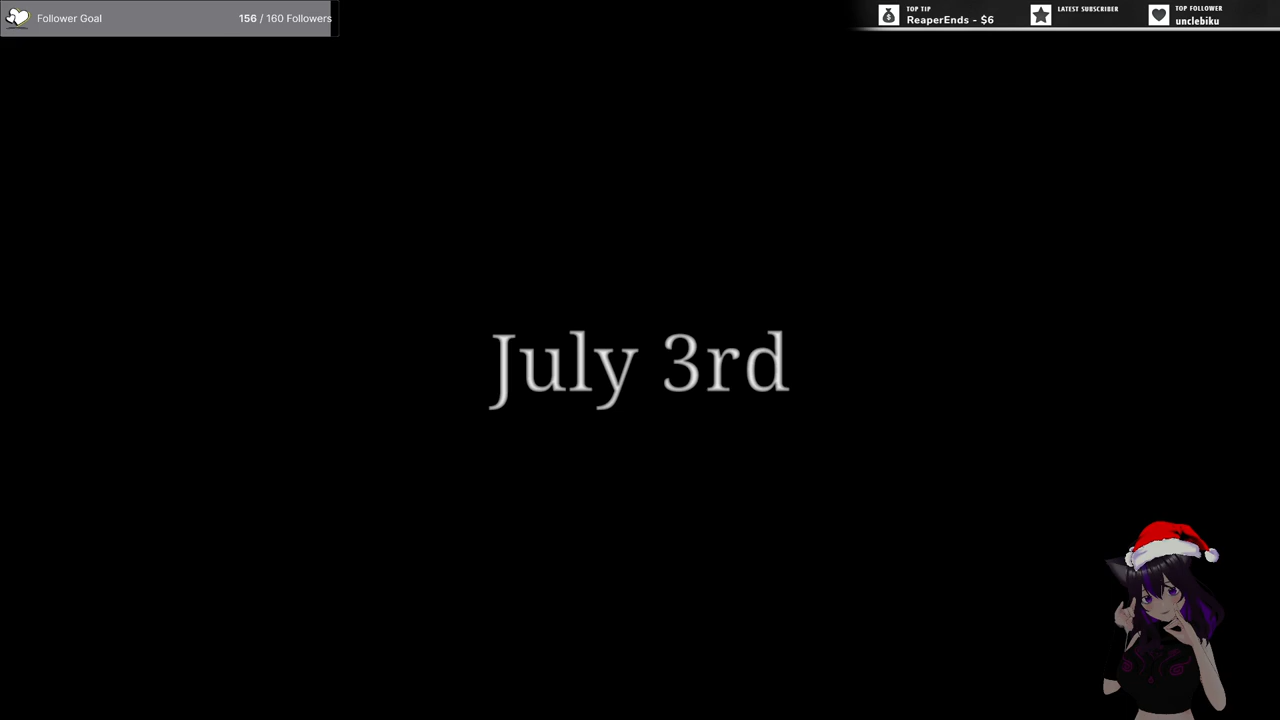 Follower Goal
156 / 160 Followers
TOP TIP
ReaperEnds - $6
LATEST SUBSCRIBER
TOP FOLLOWER
unclebiku
July 3rd